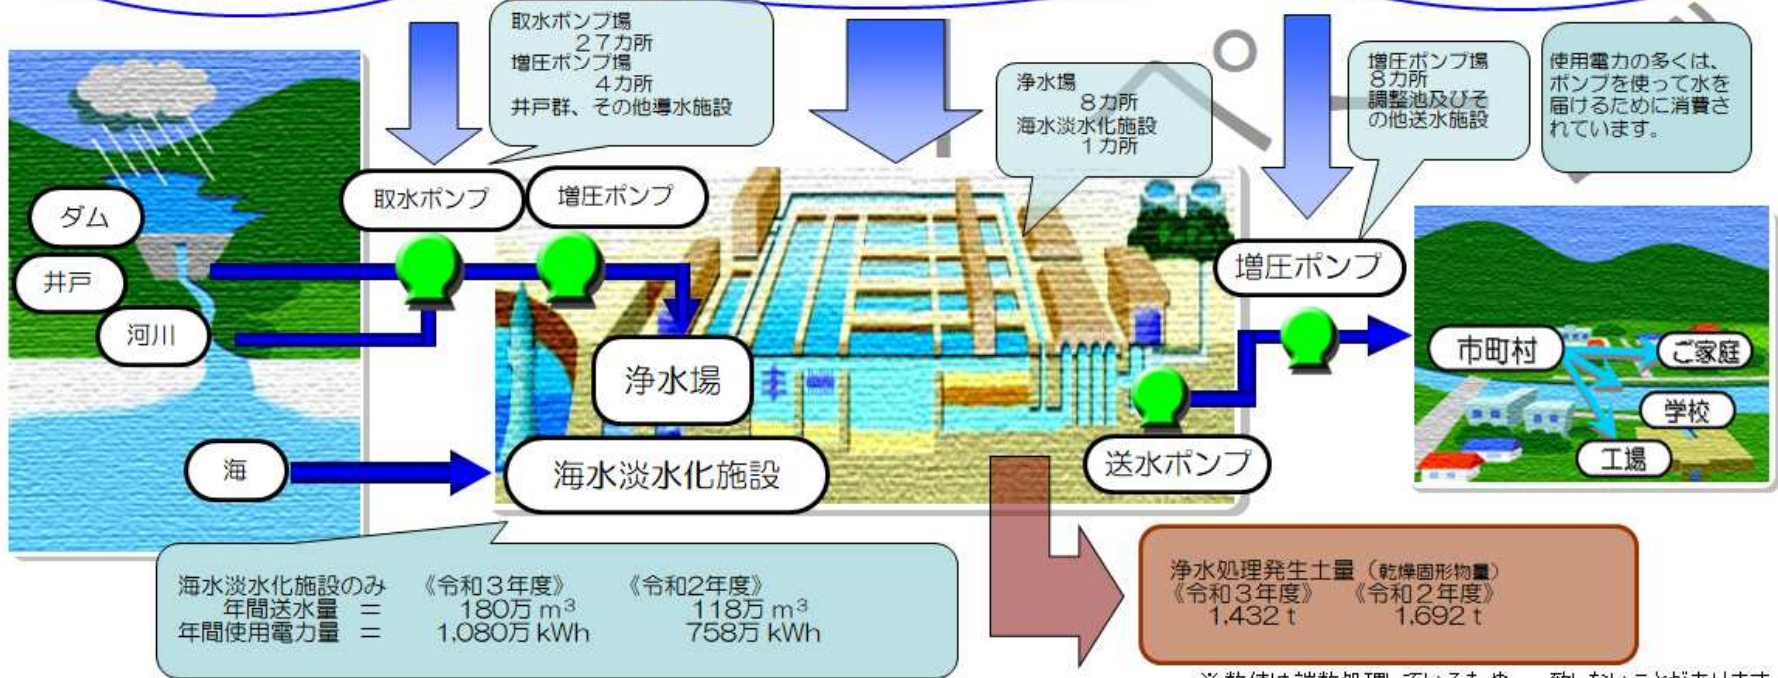 取水ポンプ場
27カ所
増圧ポンプ場
4カ所
井戸群、その他導水施設
浄水場
8カ所
海水淡水化施設
1カ所
増圧ポンプ場
8カ所
調整池及びそ
の他送水施設
使用電力の多くは、
ポンプを使って水を
届けるために消費さ
れています。
ダム
井戸
河川
海
取水ポンプ
増圧ポンプ
浄水場
海水淡水化施設
送水ポンプ
増圧ポンプ
市町村
ご家庭
学校
工場
海水淡水化施設のみ 《令和3年度》 《令和2年度》
年間送水量 = 180万 m³ 118万 m³
年間使用電力量 = 1,080万 kWh 758万 kWh
浄水処理発生土量(乾燥固形物量)
《令和3年度》 《令和2年度》
1,432 t 1,692 t